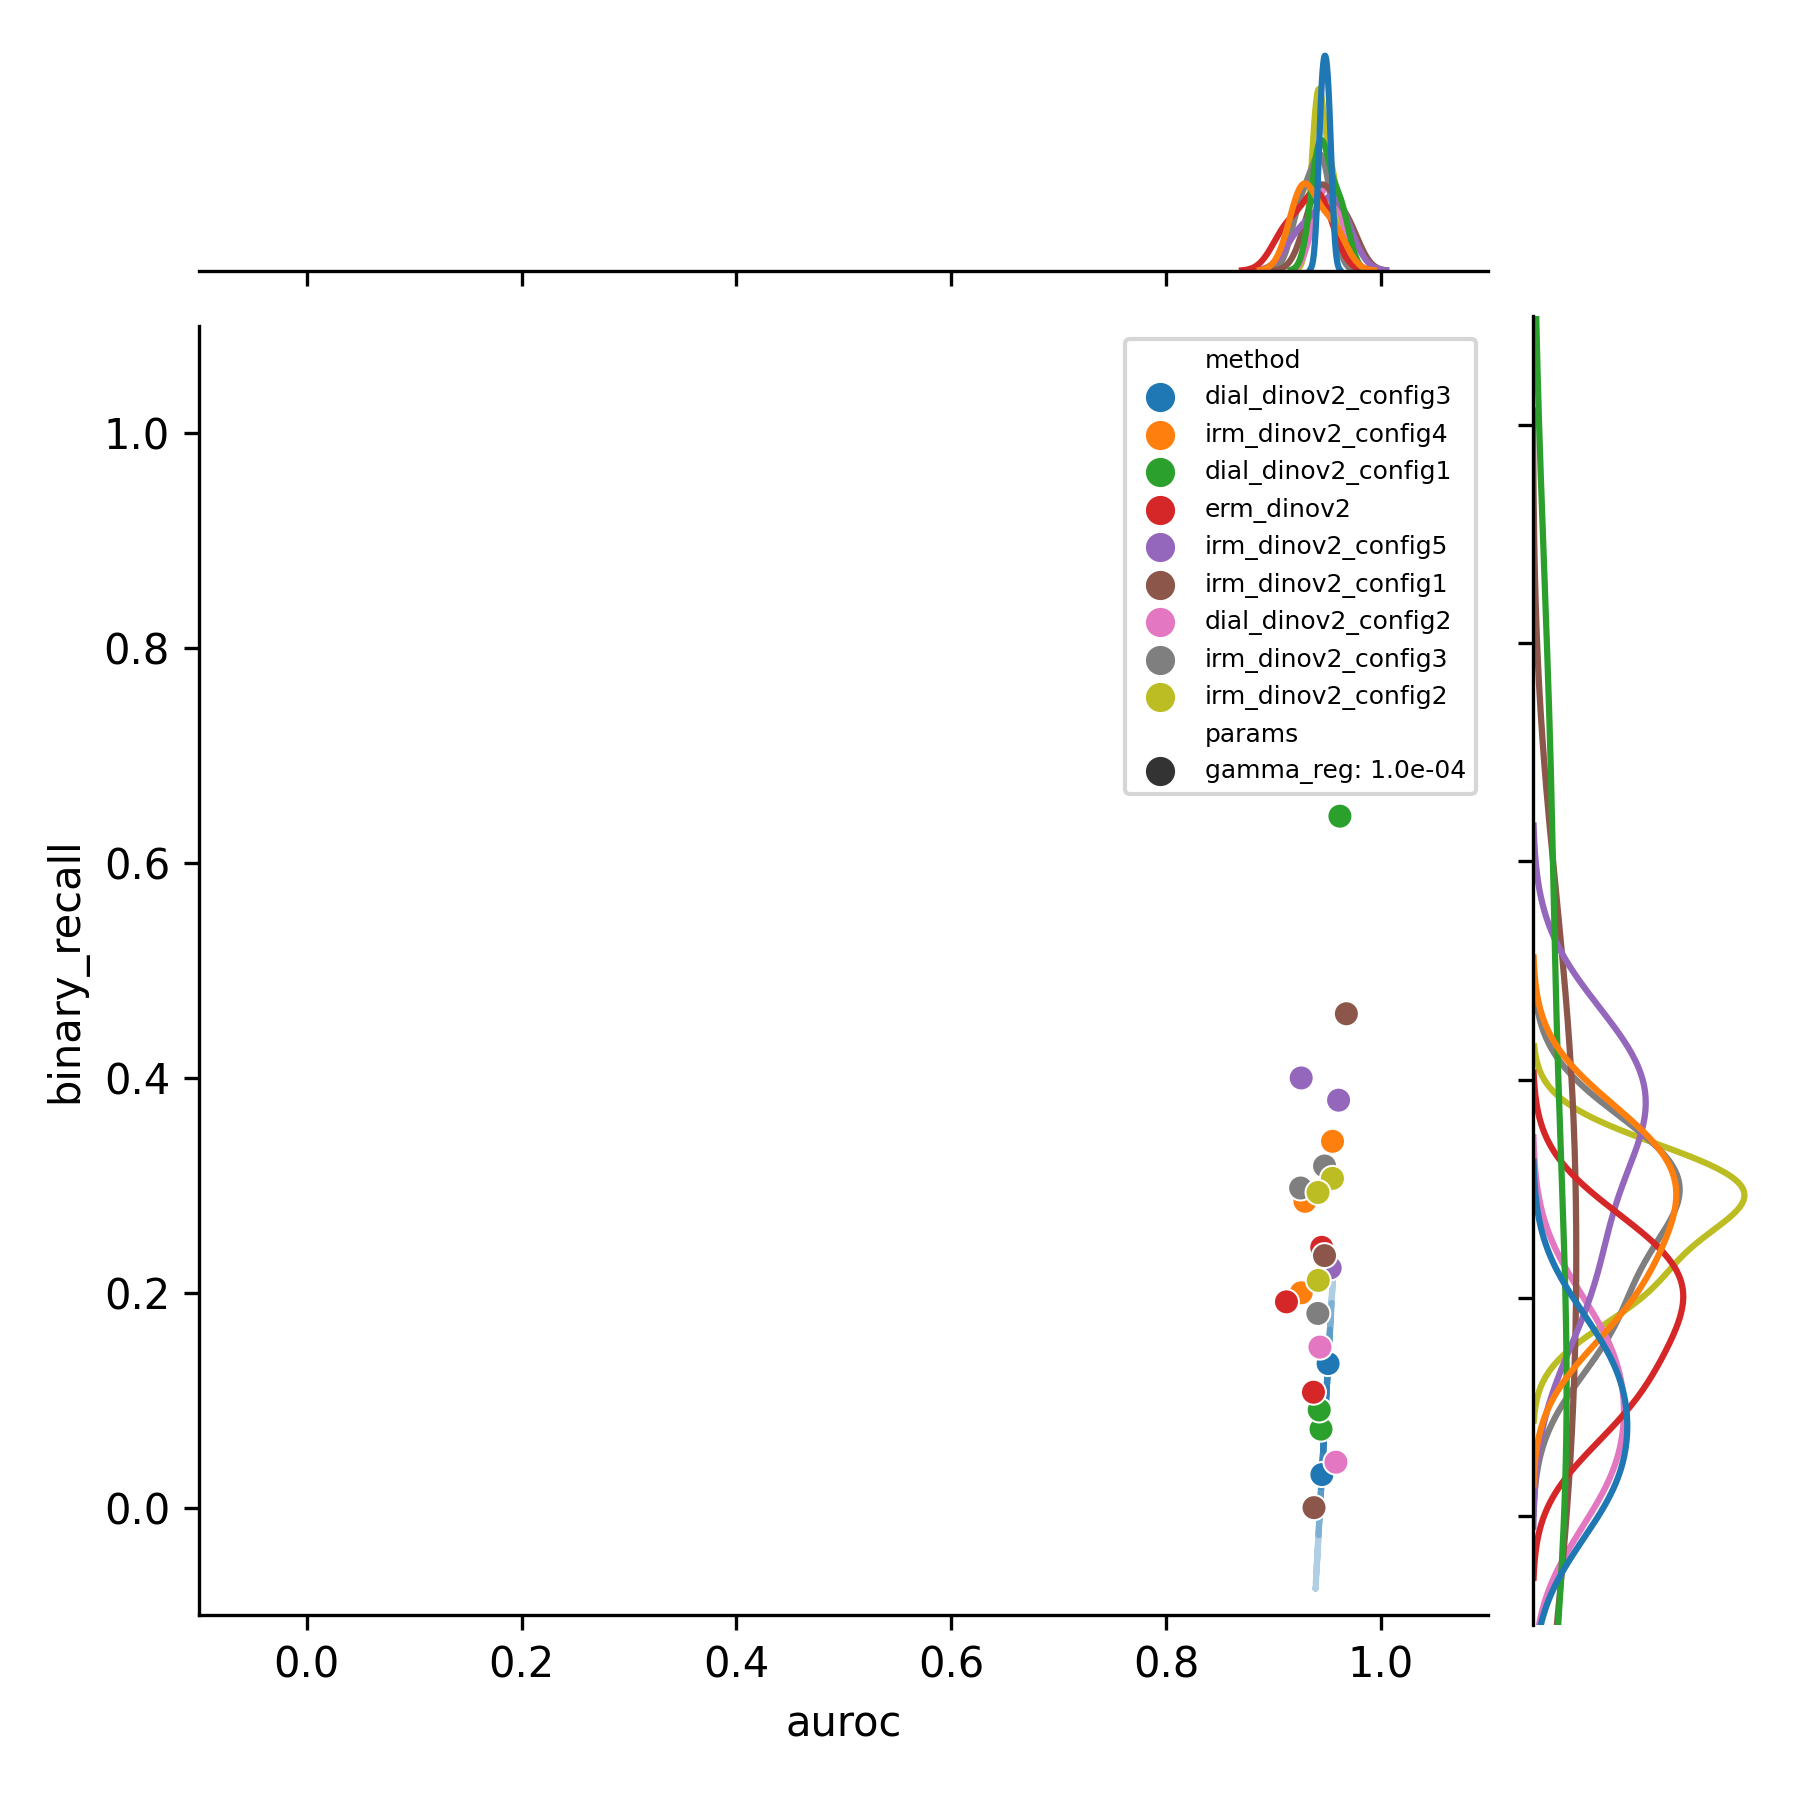 method
dial_dinov2_config3
irm_dinov2_config4
dial_dinov2_config1
erm_dinov2
irm_dinov2_config5
irm_dinov2_config1
dial_dinov2_config2
irm_dinov2_config3
irm_dinov2_config2
params
gamma_reg: 1.0e-04
binary_recall
1.0
0.8
0.6
0.4
0.2
0.0
0.0 0.2 0.4 0.6 0.8 1.0
auroc